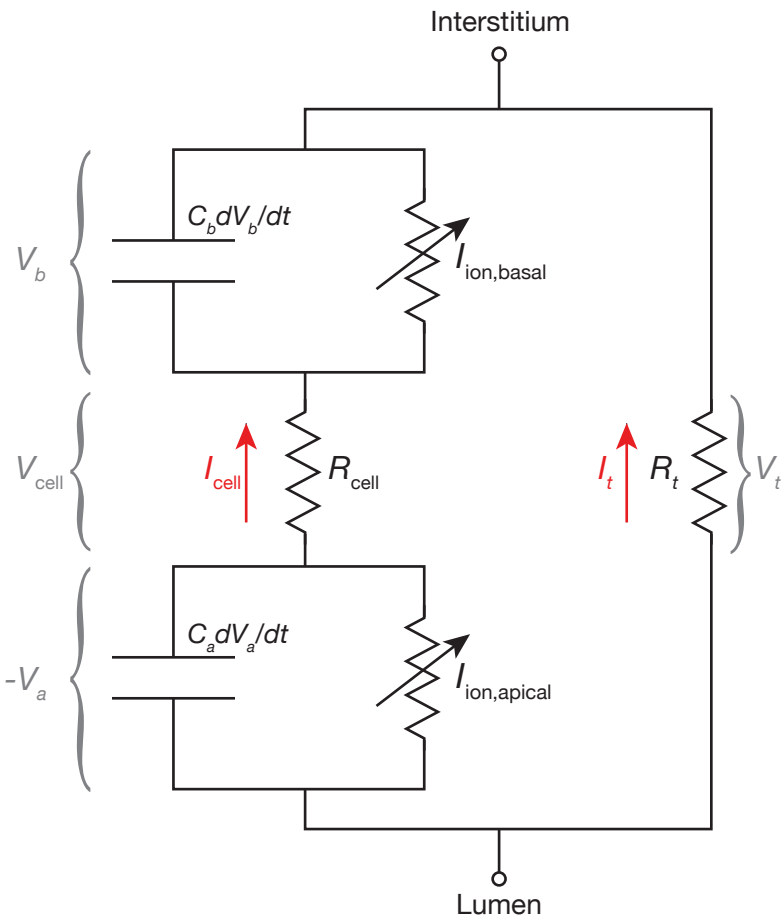 Interstitium
C_b dV_b/dt
V_b
I_ion,basal
V_cell
I_cell
R_cell
I_t
R_t
V_t
C_a dV_a/dt
-V_a
I_ion,apical
Lumen